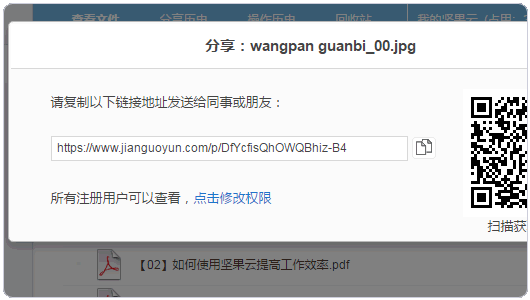 查看文件 分享历史 操作历史 回收站 我的坚果云
分享：wangpan guanbi_00.jpg
请复制以下链接地址发送给同事或朋友：
https://www.jianguoyun.com/p/DfYcfisQhOWQBhiz-B4
所有注册用户可以查看，点击修改权限
扫描获
【02】如何使用坚果云提高工作效率.pdf